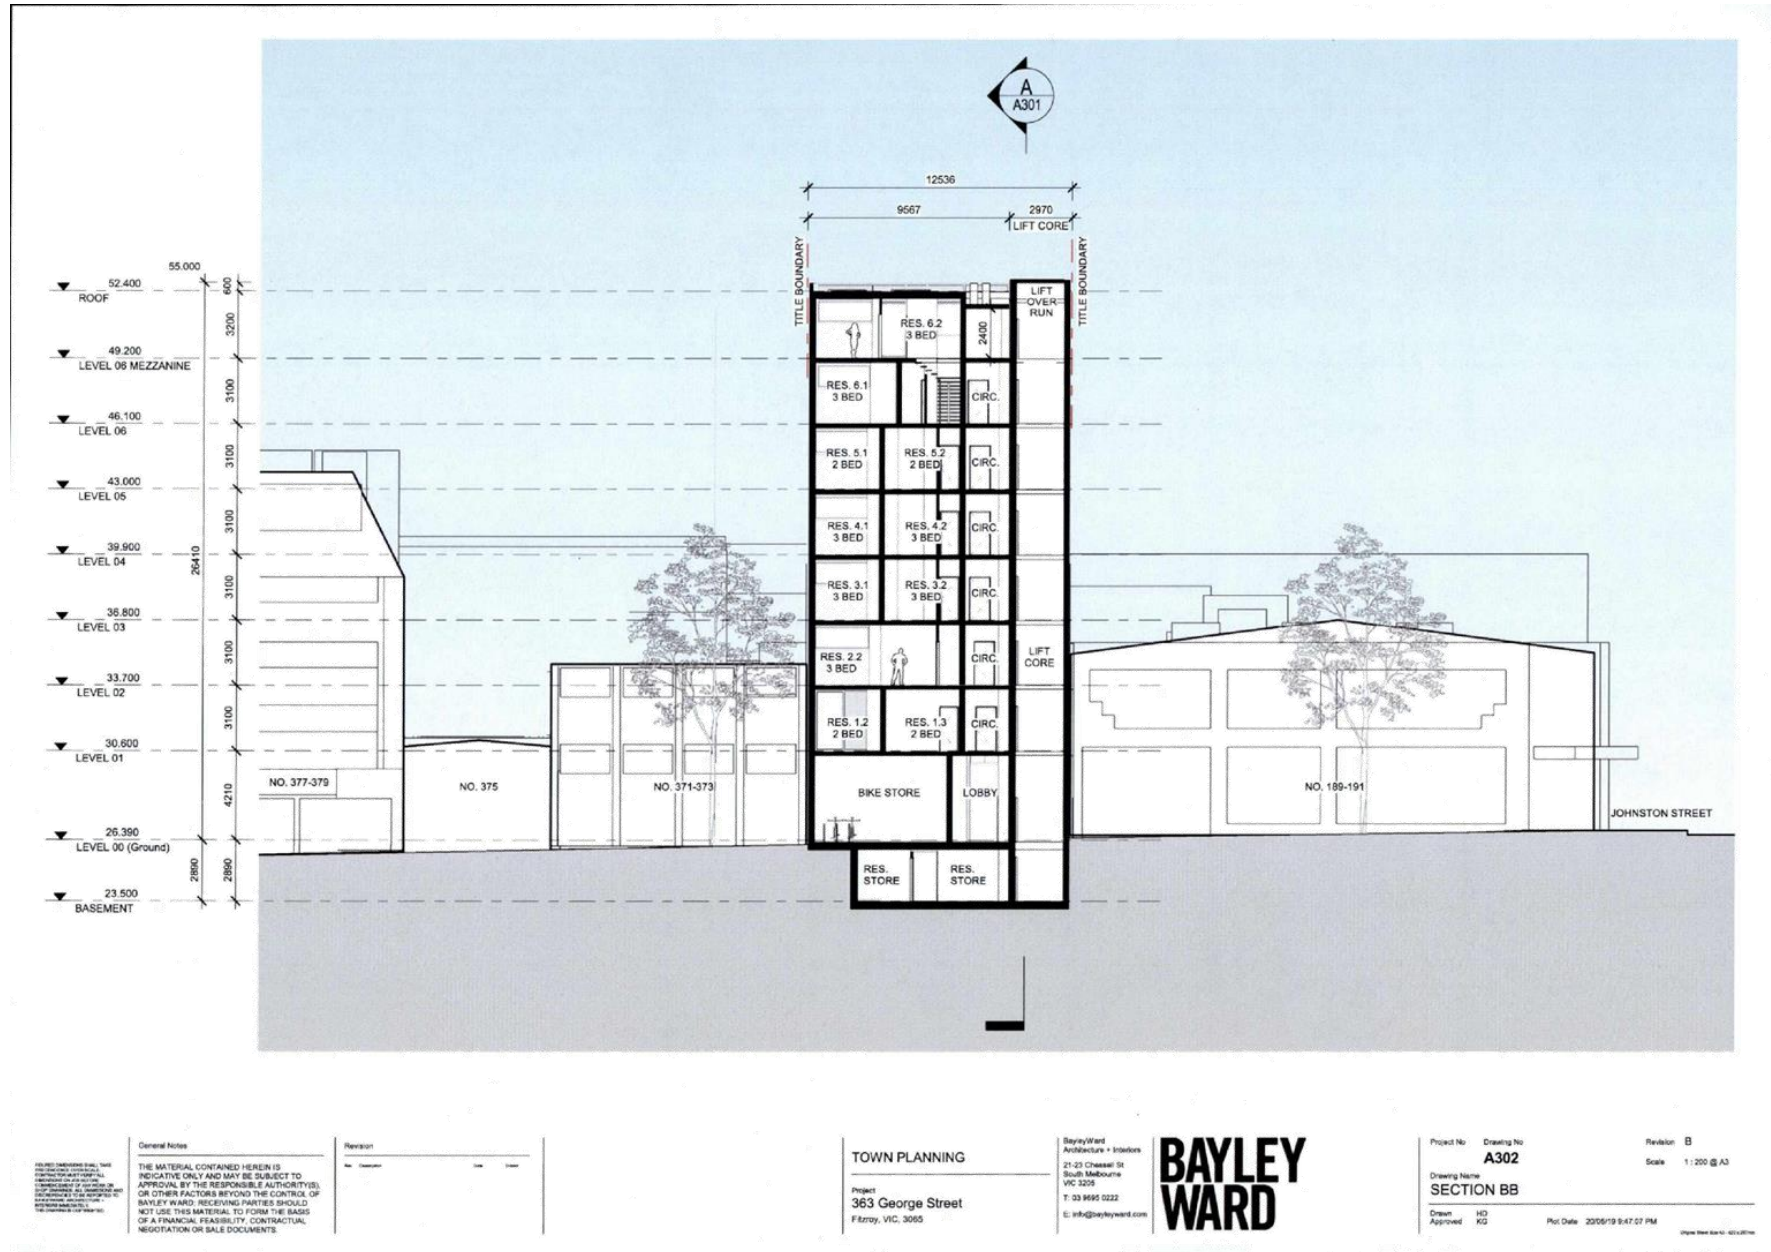 A
A301
12536
9567
2970
LIFT CORE
TITLE BOUNDARY
TITLE BOUNDARY
55.000
52.400
ROOF
600
3200
49.200
LEVEL 06 MEZZANINE
3100
46.100
LEVEL 06
3100
43.000
LEVEL 05
3100
39.900
LEVEL 04
26410
3100
36.800
LEVEL 03
3100
33.700
LEVEL 02
3100
30.600
LEVEL 01
4210
26.390
LEVEL 00 (Ground)
2890
2890
23.500
BASEMENT
LIFT
OVER
RUN
RES. 6.2
3 BED
2400
RES. 6.1
3 BED
CIRC.
RES. 5.1
2 BED
RES. 5.2
2 BED
CIRC.
RES. 4.1
3 BED
RES. 4.2
3 BED
CIRC.
RES. 3.1
3 BED
RES. 3.2
3 BED
CIRC.
RES. 2.2
3 BED
CIRC.
LIFT
CORE
RES. 1.2
2 BED
RES. 1.3
2 BED
CIRC.
BIKE STORE
LOBBY
RES.
STORE
RES.
STORE
NO. 377-379
NO. 375
NO. 371-373
NO. 189-191
JOHNSTON STREET
General Notes
THE MATERIAL CONTAINED HEREIN IS
INDICATIVE ONLY AND MAY BE SUBJECT TO
APPROVAL BY THE RESPONSIBLE AUTHORITY(S),
OR OTHER FACTORS BEYOND THE CONTROL OF
BAYLEY WARD; RECEIVING PARTIES SHOULD
NOT USE THIS MATERIAL TO FORM THE BASIS
OF A FINANCIAL FEASIBILITY, CONTRACTUAL
NEGOTIATION OR SALE DOCUMENTS.
Revision
TOWN PLANNING
Project
363 George Street
Fitzroy, VIC, 3065
BayleyWard
Architecture + Interiors
21-23 Chessell St
South Melbourne
VIC 3205
T: 03 9695 0222
E: info@bayleyward.com
BAYLEY
WARD
Project No
Drawing No
A302
Revision B
Scale 1 : 200 @ A3
Drawing Name
SECTION BB
Drawn HD
Approved KG
Plot Date 20/06/19 9:47:07 PM